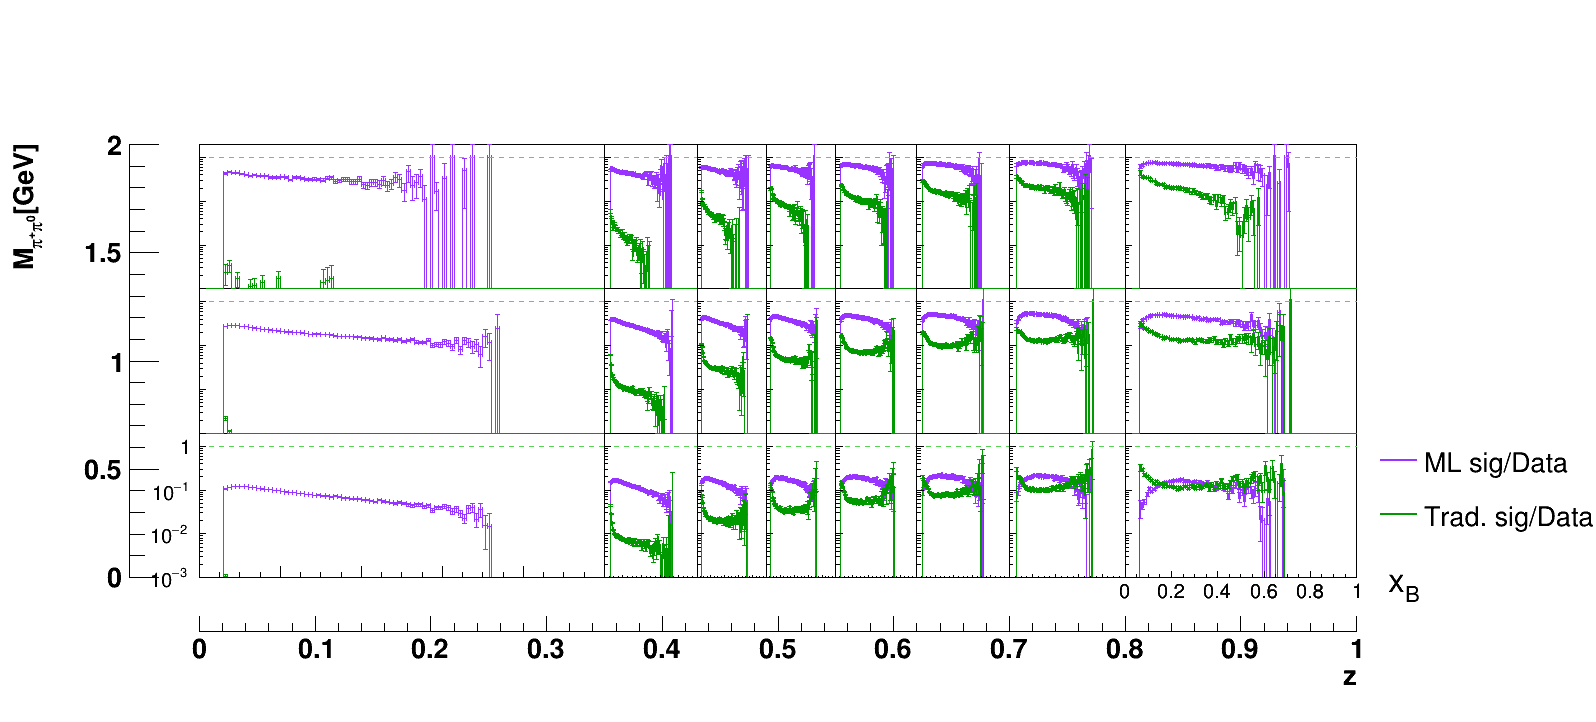 M π⁺π⁰ [GeV]
2
1.5
1
0.5
0
1
10⁻¹
10⁻²
10⁻³
ML sig/Data
Trad. sig/Data
0 0.2 0.4 0.6 0.8 1
x_B
0 0.1 0.2 0.3 0.4 0.5 0.6 0.7 0.8 0.9 1
z